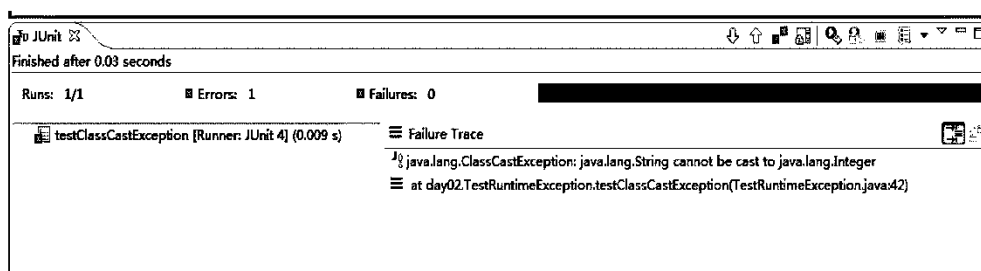 JUnit
Finished after 0.03 seconds
Runs: 1/1 Errors: 1 Failures: 0
testClassCastException [Runner: JUnit 4] (0.009 s)
Failure Trace
java.lang.ClassCastException: java.lang.String cannot be cast to java.lang.Integer
at day02.TestRuntimeException.testClassCastException(TestRuntimeException.java:42)